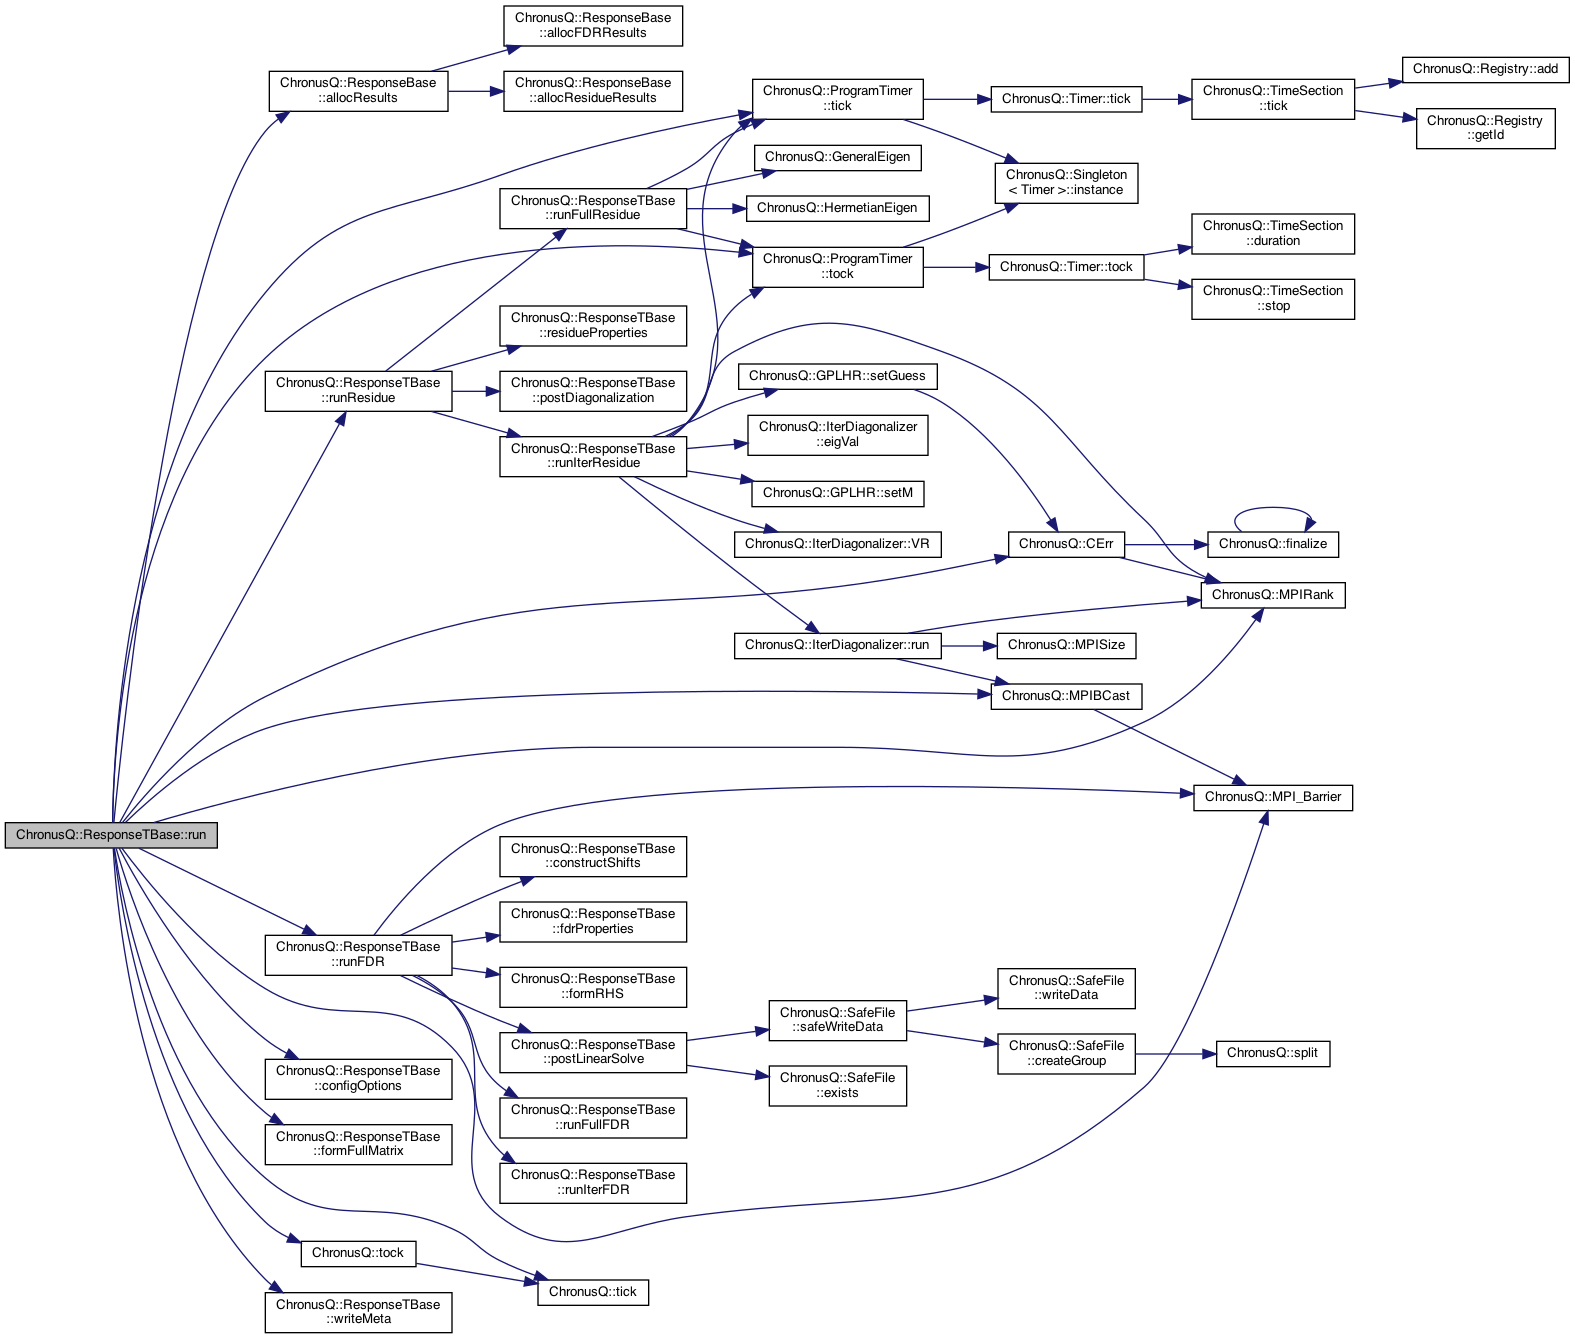 ChronusQ::ResponseBase
::allocFDRResults
ChronusQ::ResponseBase
::allocResults
ChronusQ::ResponseBase
::allocResidueResults
ChronusQ::ProgramTimer
::tick
ChronusQ::Timer::tick
ChronusQ::TimeSection
::tick
ChronusQ::Registry::add
ChronusQ::Registry
::getId
ChronusQ::GeneralEigen
ChronusQ::Singleton
< Timer >::instance
ChronusQ::ResponseTBase
::runFullResidue
ChronusQ::HermetianEigen
ChronusQ::ProgramTimer
::tock
ChronusQ::Timer::tock
ChronusQ::TimeSection
::duration
ChronusQ::TimeSection
::stop
ChronusQ::ResponseTBase
::residueProperties
ChronusQ::ResponseTBase
::runResidue
ChronusQ::ResponseTBase
::postDiagonalization
ChronusQ::GPLHR::setGuess
ChronusQ::ResponseTBase
::runIterResidue
ChronusQ::IterDiagonalizer
::eigVal
ChronusQ::GPLHR::setM
ChronusQ::IterDiagonalizer::VR
ChronusQ::CErr
ChronusQ::finalize
ChronusQ::MPIRank
ChronusQ::IterDiagonalizer::run
ChronusQ::MPISize
ChronusQ::MPIBCast
ChronusQ::MPI_Barrier
ChronusQ::ResponseTBase::run
ChronusQ::ResponseTBase
::constructShifts
ChronusQ::ResponseTBase
::fdrProperties
ChronusQ::ResponseTBase
::runFDR
ChronusQ::ResponseTBase
::formRHS
ChronusQ::ResponseTBase
::postLinearSolve
ChronusQ::SafeFile
::safeWriteData
ChronusQ::SafeFile
::writeData
ChronusQ::SafeFile
::createGroup
ChronusQ::split
ChronusQ::SafeFile
::exists
ChronusQ::ResponseTBase
::configOptions
ChronusQ::ResponseTBase
::runFullFDR
ChronusQ::ResponseTBase
::formFullMatrix
ChronusQ::ResponseTBase
::runIterFDR
ChronusQ::tock
ChronusQ::tick
ChronusQ::ResponseTBase
::writeMeta